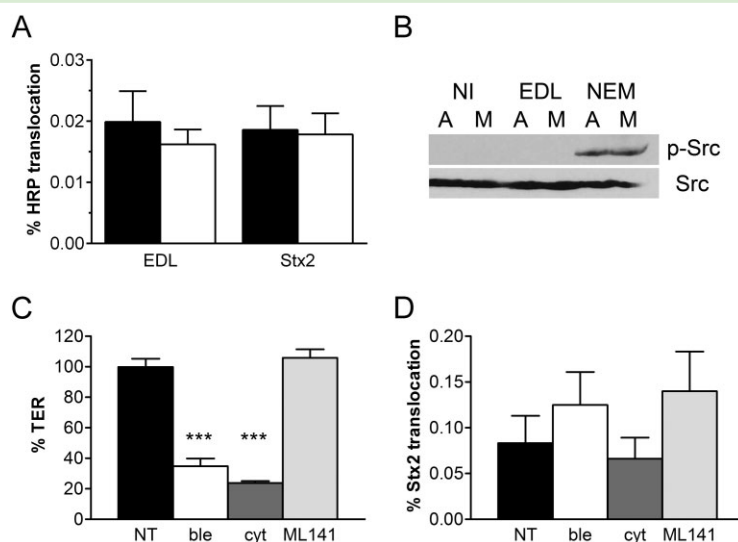 A
% HRP translocation
0.03
0.02
0.01
0.00
EDL Stx2
B
NI EDL NEM
A M A M A M
p-Src
Src
C
% TER
120
100
80
60
40
20
0
*** ***
NT ble cyt ML141
D
% Stx2 translocation
0.20
0.15
0.10
0.05
0.00
NT ble cyt ML141